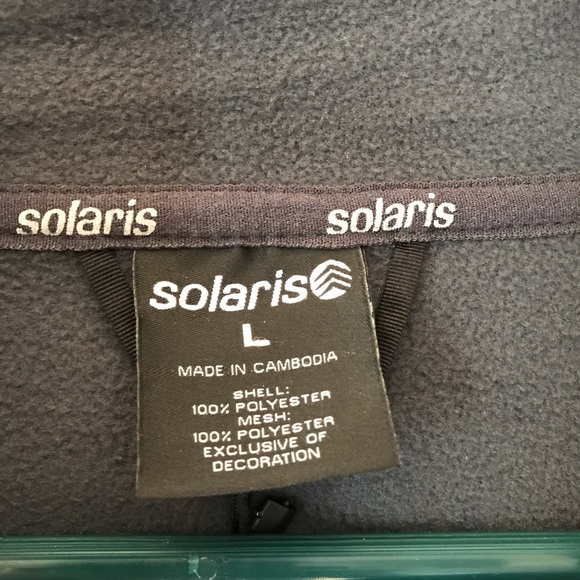 solaris solaris
solaris
L
MADE IN CAMBODIA
SHELL:
100% POLYESTER
MESH:
100% POLYESTER
EXCLUSIVE OF
DECORATION